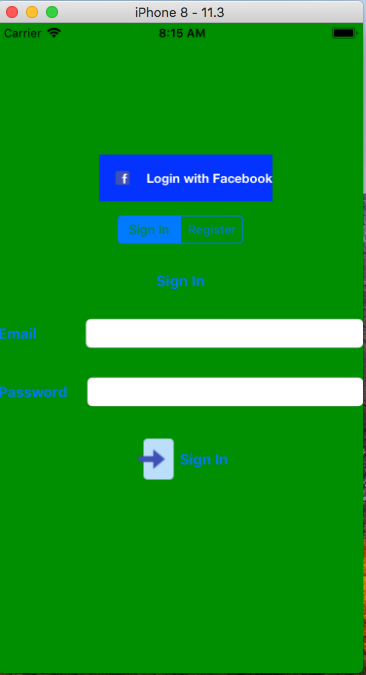 iPhone 8 - 11.3
Carrier 8:15 AM
f Login with Facebook
Sign In Register
Sign In
Email
Password
Sign In